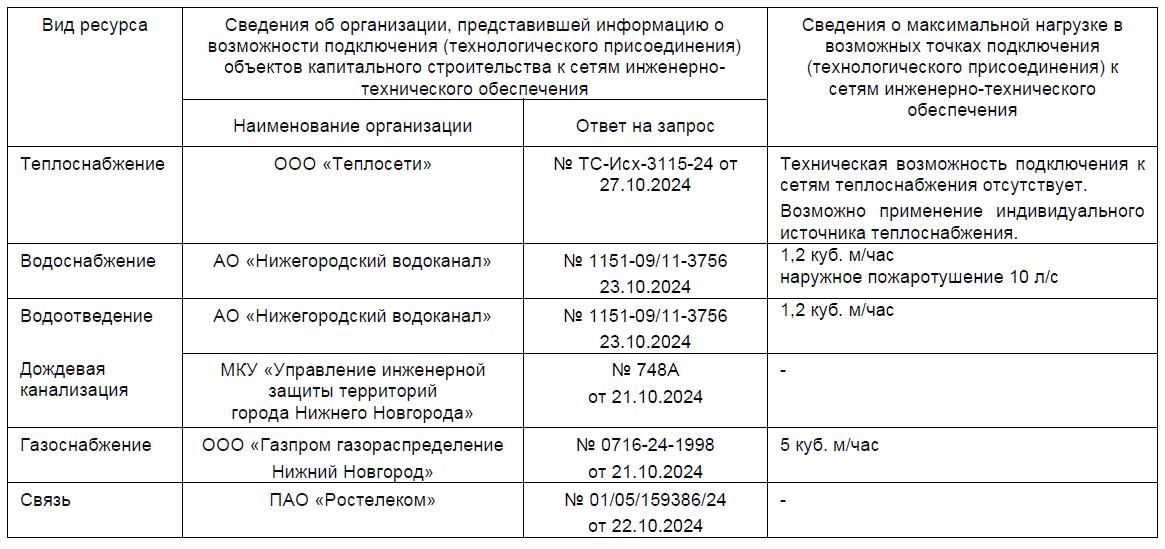 Вид ресурса
Сведения об организации, представившей информацию о
возможности подключения (технологического присоединения)
объектов капитального строительства к сетям инженерно-
технического обеспечения
Сведения о максимальной нагрузке в
возможных точках подключения
(технологического присоединения) к
сетям инженерно-технического
обеспечения
Наименование организации
Ответ на запрос
Теплоснабжение
ООО «Теплосети»
№ ТС-Исх-3115-24 от
27.10.2024
Техническая возможность подключения к
сетям теплоснабжения отсутствует.
Возможно применение индивидуального
источника теплоснабжения.
Водоснабжение
АО «Нижегородский водоканал»
№ 1151-09/11-3756
23.10.2024
1,2 куб. м/час
наружное пожаротушение 10 л/с
Водоотведение
АО «Нижегородский водоканал»
№ 1151-09/11-3756
23.10.2024
1,2 куб. м/час
Дождевая
канализация
МКУ «Управление инженерной
защиты территорий
города Нижнего Новгорода»
№ 748А
от 21.10.2024
-
Газоснабжение
ООО «Газпром газораспределение
Нижний Новгород»
№ 0716-24-1998
от 21.10.2024
5 куб. м/час
Связь
ПАО «Ростелеком»
№ 01/05/159386/24
от 22.10.2024
-